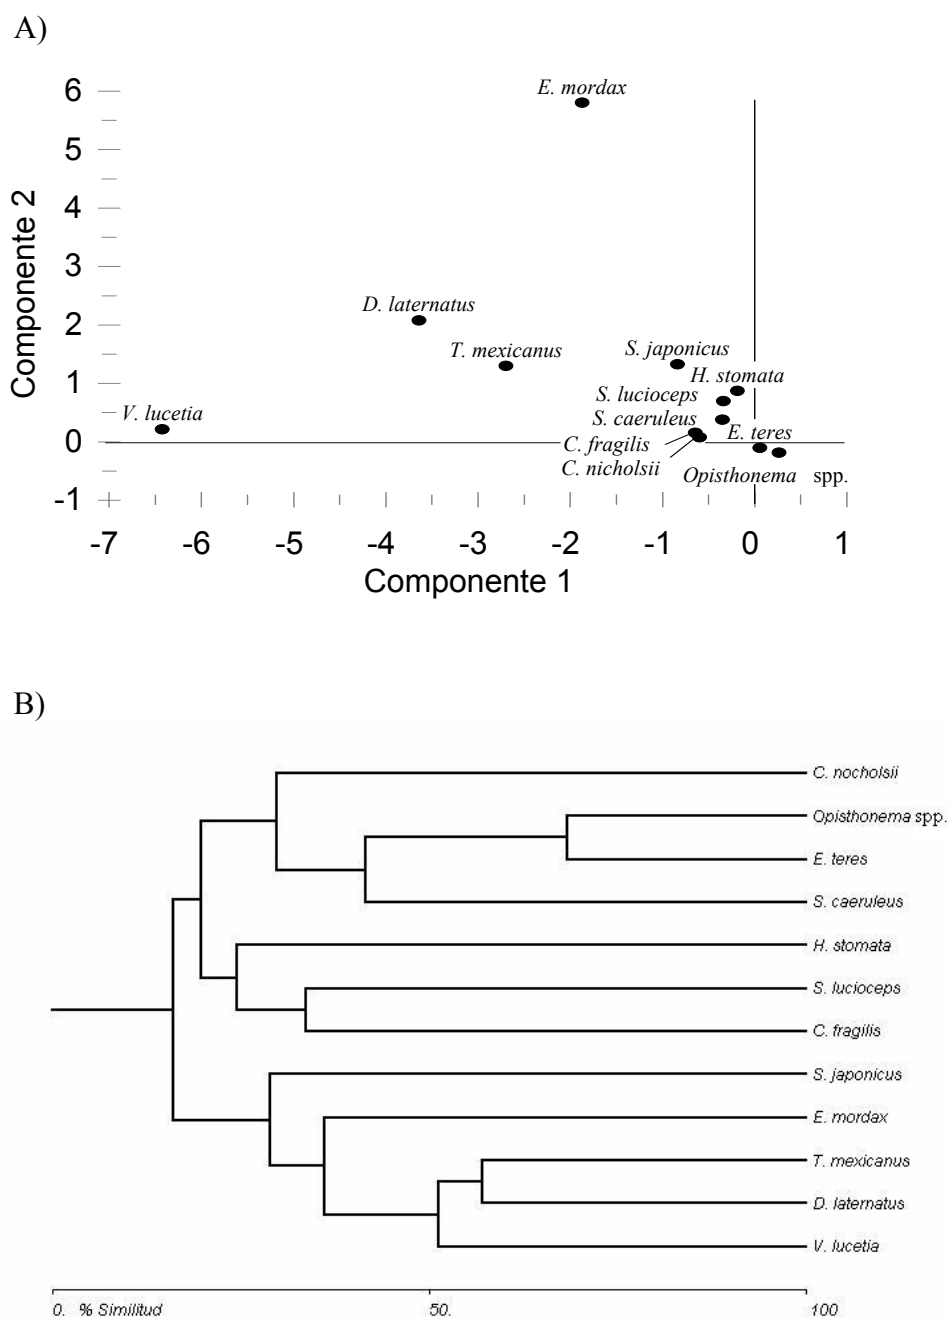 A)
E. mordax
6
5
4
Componente 2
3
D. laternatus
2
T. mexicanus
S. japonicus
H. stomata
1
S. lucioceps
V. lucetia
S. caeruleus
E. teres
0
C. fragilis
C. nicholsii
Opisthonema spp.
-1
-7 -6 -5 -4 -3 -2 -1 0 1
Componente 1
B)
C. nocholsii
Opisthonema spp.
E. teres
S. caeruleus
H. stomata
S. lucioceps
C. fragilis
S. japonicus
E. mordax
T. mexicanus
D. laternatus
V. lucetia
0. % Similitud 50. 100